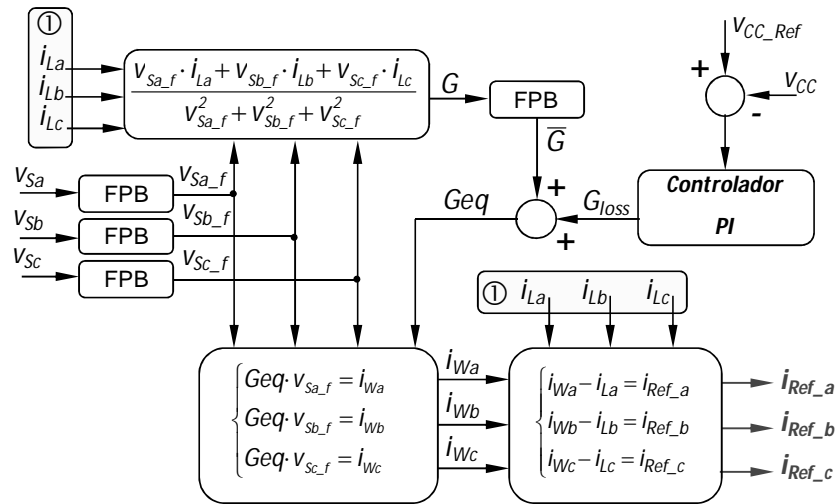 ①
i_La
i_Lb
i_Lc
v_Sa_f · i_La + v_Sb_f · i_Lb + v_Sc_f · i_Lc
v²_Sa_f + v²_Sb_f + v²_Sc_f
G
FPB
G̅
v_CC_Ref
+
v_CC
-
Controlador
PI
G_loss
+
+
Geq
v_Sa
FPB
v_Sa_f
v_Sb
FPB
v_Sb_f
v_Sc
FPB
v_Sc_f
① i_La i_Lb i_Lc
Geq · v_Sa_f = i_Wa
Geq · v_Sb_f = i_Wb
Geq · v_Sc_f = i_Wc
i_Wa
i_Wb
i_Wc
i_Wa − i_La = i_Ref_a
i_Wb − i_Lb = i_Ref_b
i_Wc − i_Lc = i_Ref_c
i_Ref_a
i_Ref_b
i_Ref_c